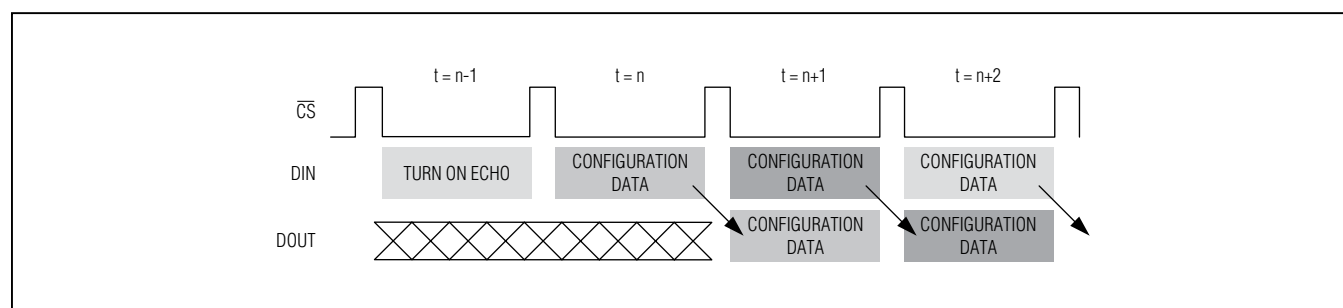 t = n-1
t = n
t = n+1
t = n+2
CS
DIN
TURN ON ECHO
CONFIGURATION
DATA
CONFIGURATION
DATA
CONFIGURATION
DATA
DOUT
CONFIGURATION
DATA
CONFIGURATION
DATA